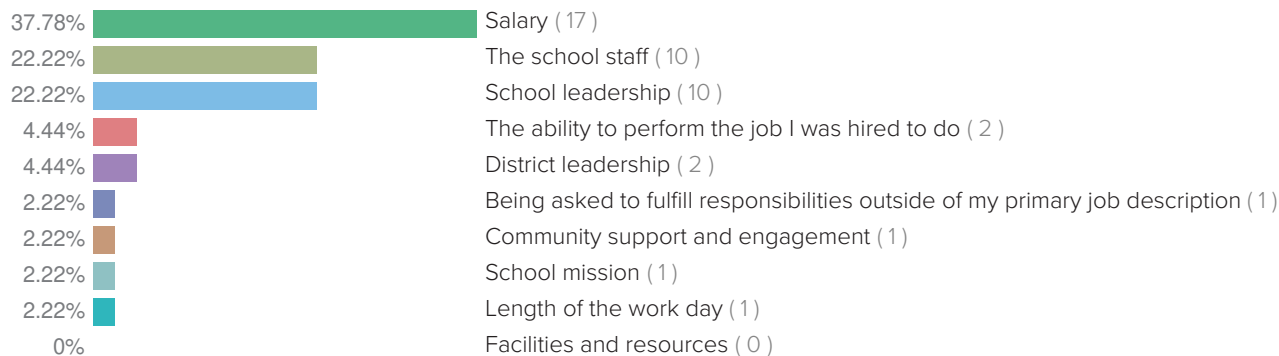 37.78% Salary ( 17 )
22.22% The school staff ( 10 )
22.22% School leadership ( 10 )
4.44% The ability to perform the job I was hired to do ( 2 )
4.44% District leadership ( 2 )
2.22% Being asked to fulfill responsibilities outside of my primary job description ( 1 )
2.22% Community support and engagement ( 1 )
2.22% School mission ( 1 )
2.22% Length of the work day ( 1 )
0% Facilities and resources ( 0 )